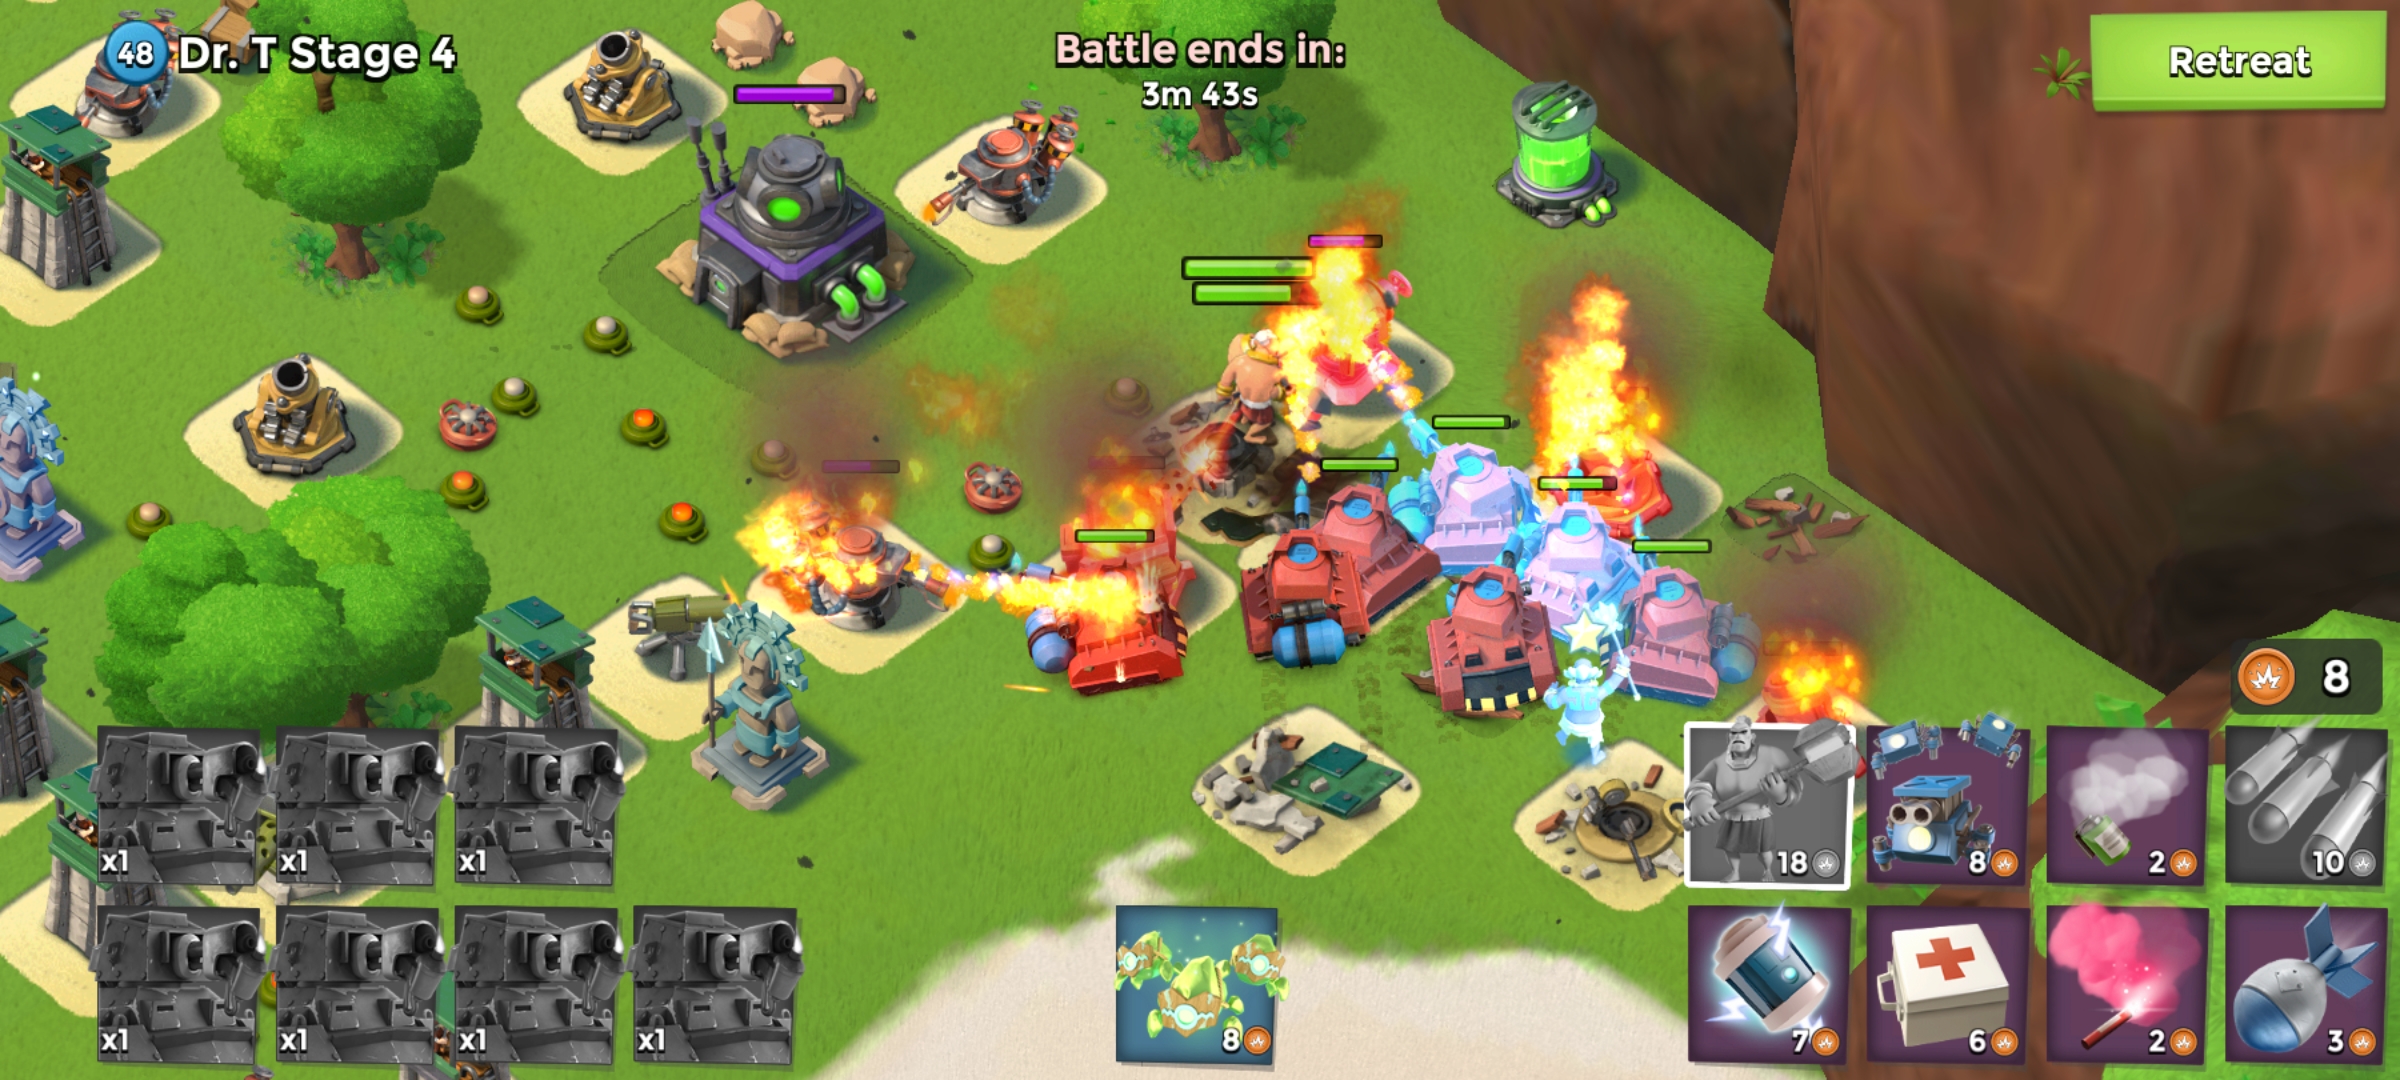 48 Dr. T Stage 4
Battle ends in:
3m 43s
Retreat
8
x1
x1
x1
18
8
2
10
x1
x1
x1
x1
8
7
6
2
3